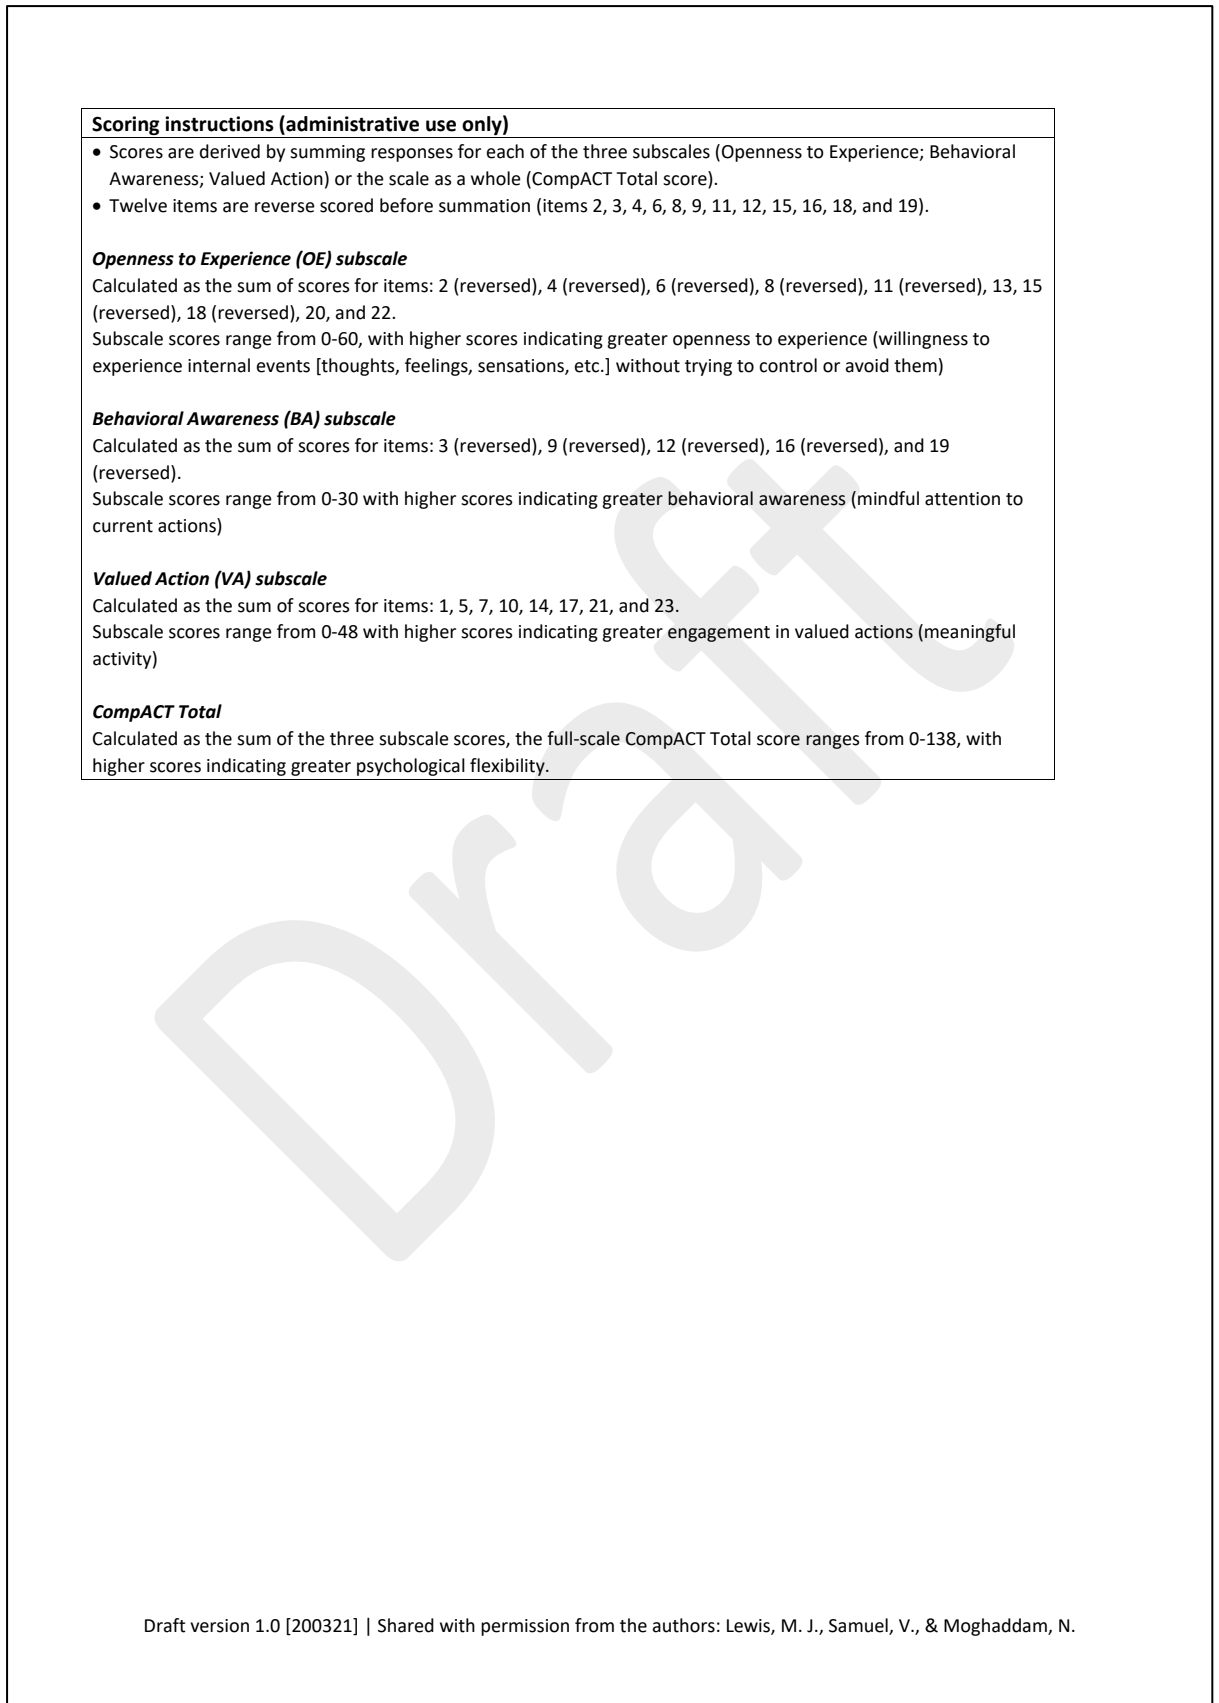 Scoring instructions (administrative use only)
• Scores are derived by summing responses for each of the three subscales (Openness to Experience; Behavioral
Awareness; Valued Action) or the scale as a whole (CompACT Total score).
• Twelve items are reverse scored before summation (items 2, 3, 4, 6, 8, 9, 11, 12, 15, 16, 18, and 19).
Openness to Experience (OE) subscale
Calculated as the sum of scores for items: 2 (reversed), 4 (reversed), 6 (reversed), 8 (reversed), 11 (reversed), 13, 15
(reversed), 18 (reversed), 20, and 22.
Subscale scores range from 0-60, with higher scores indicating greater openness to experience (willingness to
experience internal events [thoughts, feelings, sensations, etc.] without trying to control or avoid them)
Behavioral Awareness (BA) subscale
Calculated as the sum of scores for items: 3 (reversed), 9 (reversed), 12 (reversed), 16 (reversed), and 19
(reversed).
Subscale scores range from 0-30 with higher scores indicating greater behavioral awareness (mindful attention to
current actions)
Valued Action (VA) subscale
Calculated as the sum of scores for items: 1, 5, 7, 10, 14, 17, 21, and 23.
Subscale scores range from 0-48 with higher scores indicating greater engagement in valued actions (meaningful
activity)
CompACT Total
Calculated as the sum of the three subscale scores, the full-scale CompACT Total score ranges from 0-138, with
higher scores indicating greater psychological flexibility.
Draft
Draft version 1.0 [200321] | Shared with permission from the authors: Lewis, M. J., Samuel, V., & Moghaddam, N.